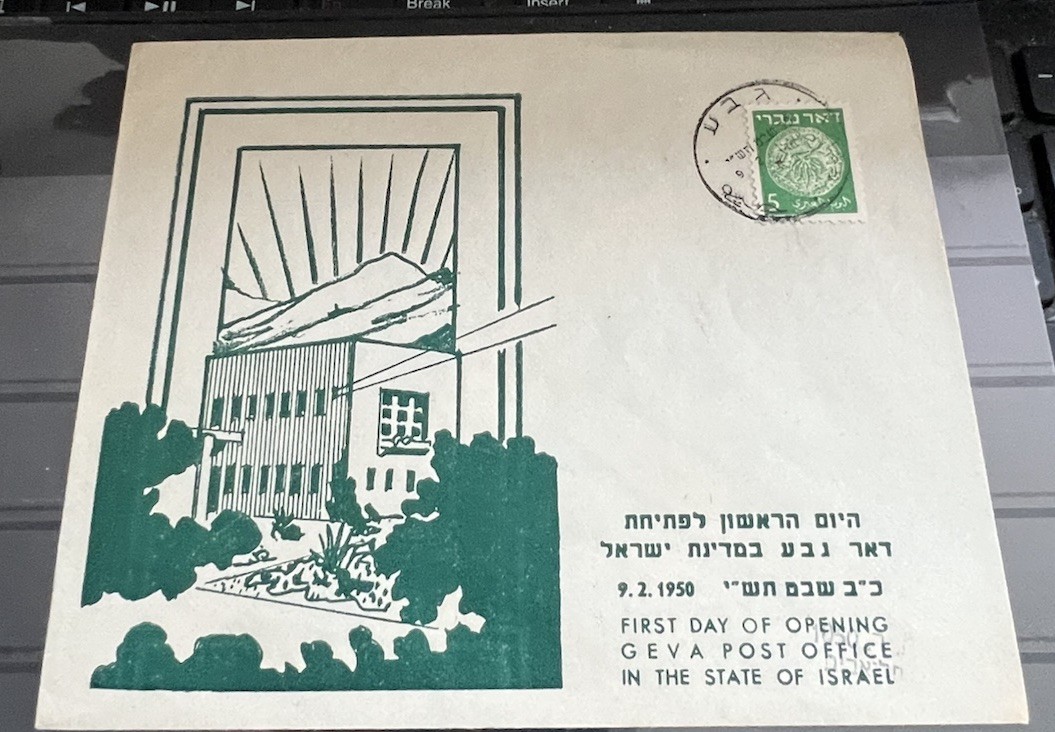 Break
Insert
גבע
דאר עברי
5
היום הראשון לפתיחת
דאר גבע במדינת ישראל
כ"ב שבט תש"י 9.2.1950
FIRST DAY OF OPENING
GEVA POST OFFICE
IN THE STATE OF ISRAEL